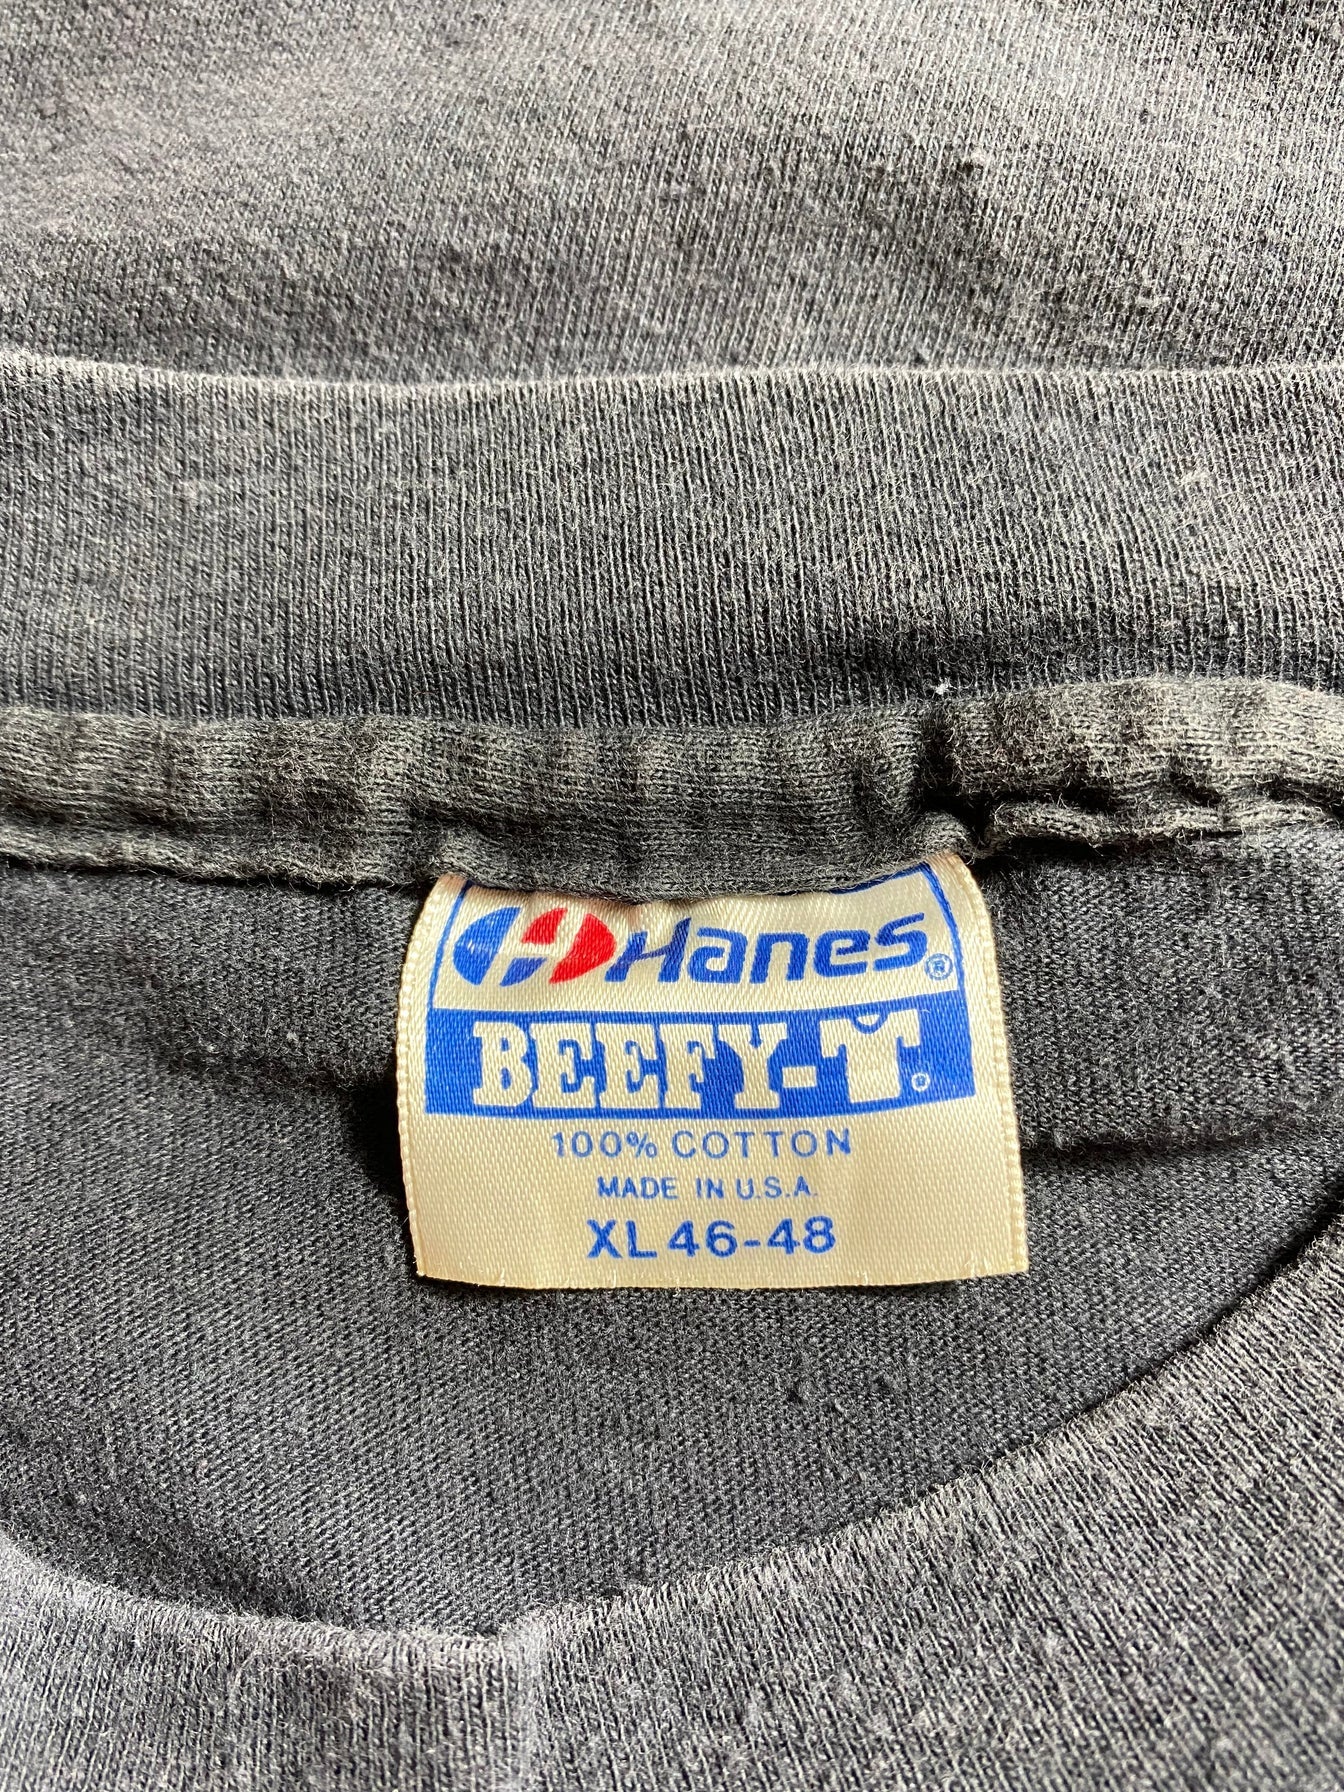 Hanes®
BEEFY-T®
100% COTTON
MADE IN U.S.A.
XL 46-48